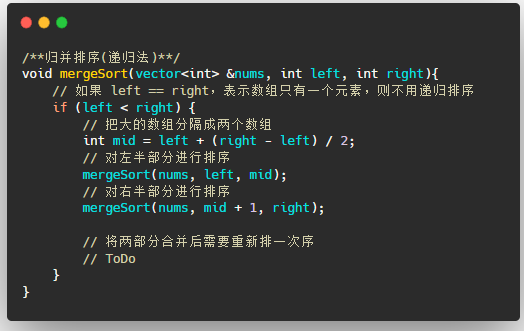 /**归并排序(递归法)**/
void mergeSort(vector<int> &nums, int left, int right){
// 如果 left == right，表示数组只有一个元素，则不用递归排序
if (left < right) {
// 把大的数组分隔成两个数组
int mid = left + (right - left) / 2;
// 对左半部分进行排序
mergeSort(nums, left, mid);
// 对右半部分进行排序
mergeSort(nums, mid + 1, right);
// 将两部分合并后需要重新排一次序
// ToDo
}
}